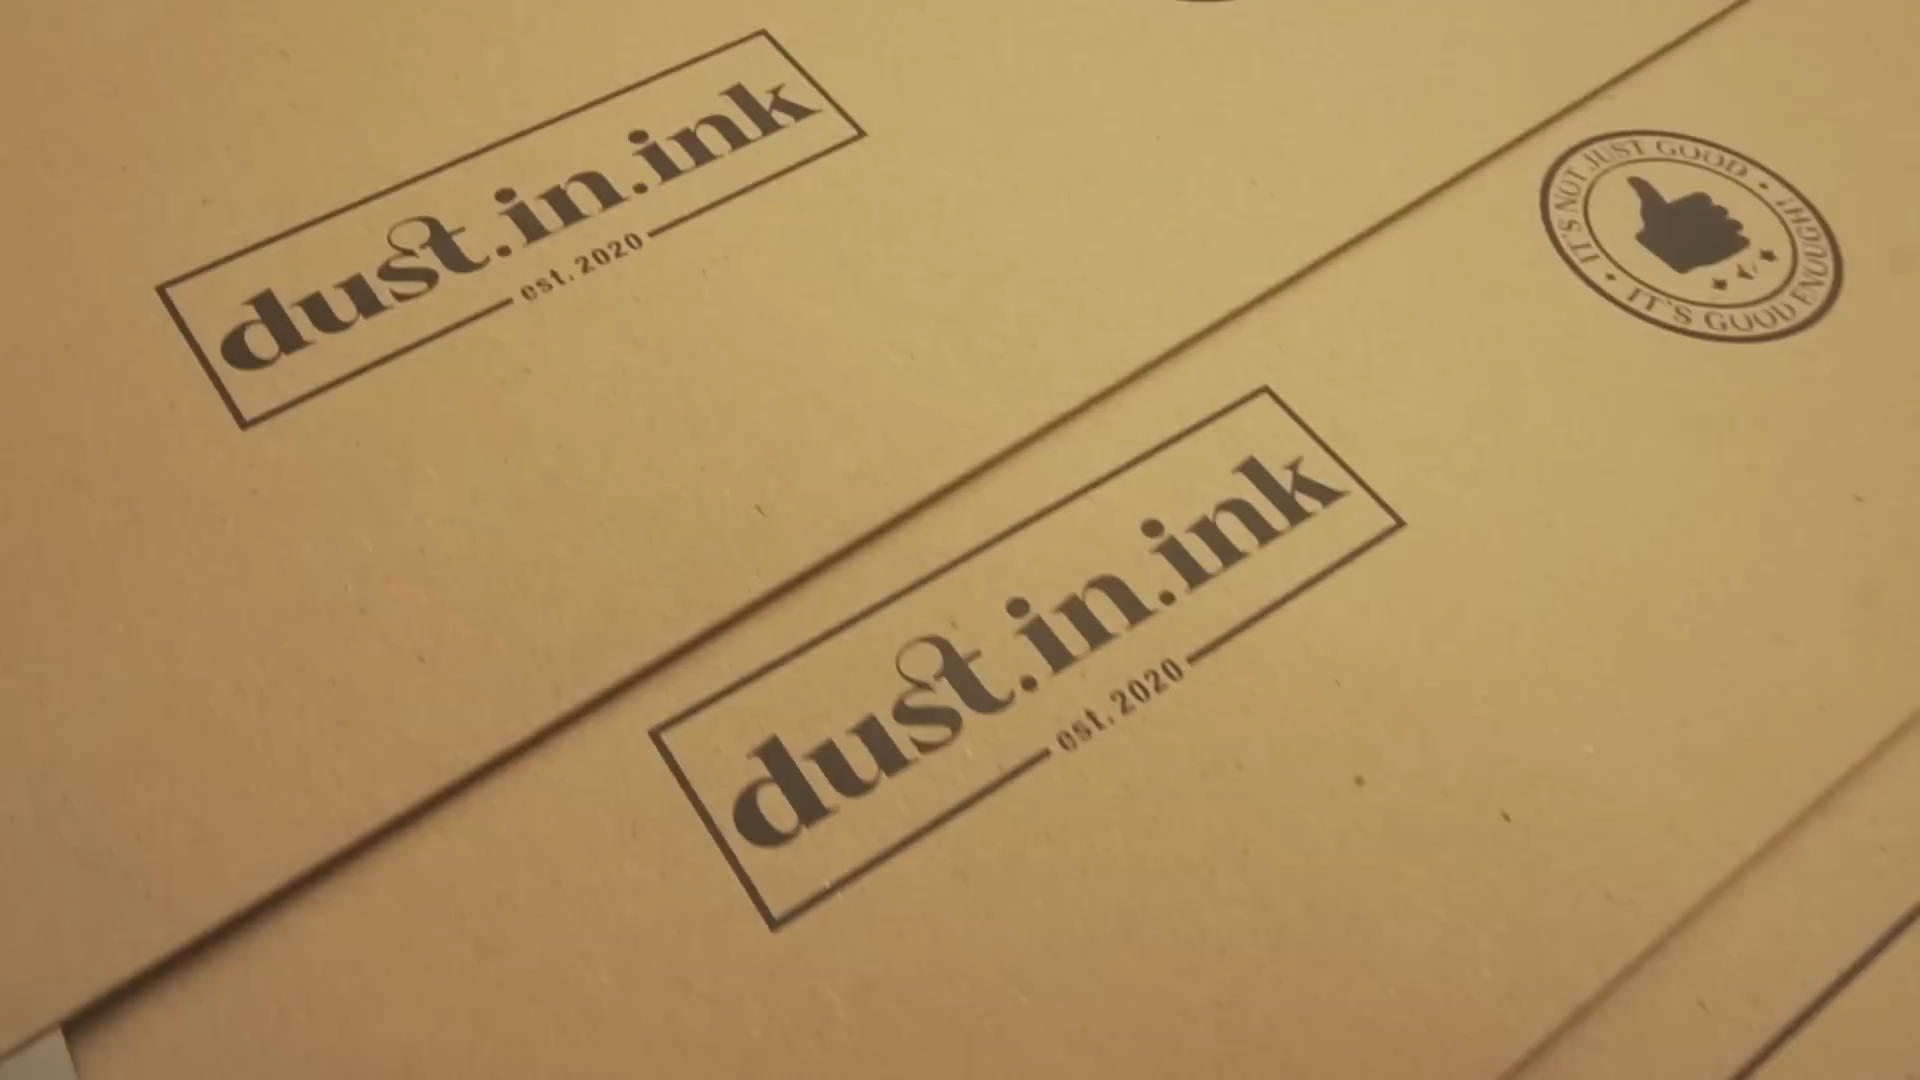 dust.in.ink
est. 2020
IT'S NOT JUST GOOD •
IT'S GOOD ENOUGH! •
dust.in.ink
est. 2020